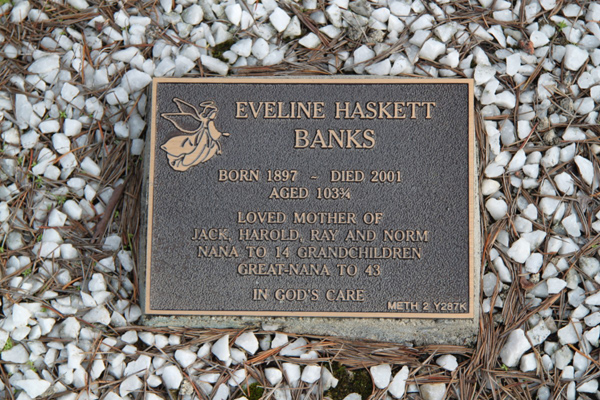 EVELINE HASKETT
BANKS
BORN 1897 ~ DIED 2001
AGED 103¾
LOVED MOTHER OF
JACK, HAROLD, RAY AND NORM
NANA TO 14 GRANDCHILDREN
GREAT-NANA TO 43
IN GOD'S CARE
METH 2 Y287K